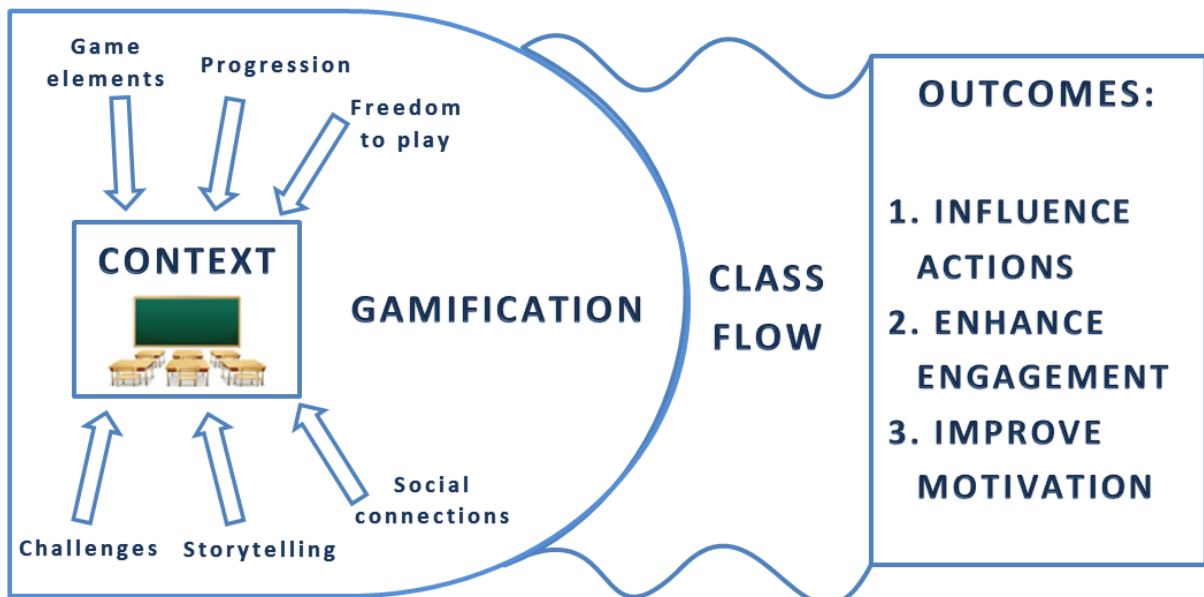 Game
elements
Progression
Freedom
to play
CONTEXT
GAMIFICATION
Challenges
Storytelling
Social
connections
CLASS
FLOW
OUTCOMES:
1. INFLUENCE
ACTIONS
2. ENHANCE
ENGAGEMENT
3. IMPROVE
MOTIVATION